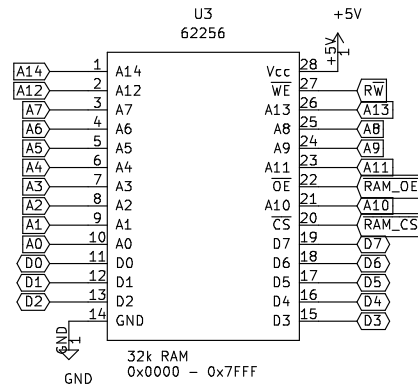 U3
62256
+5V
+5V
1
A14 1 A14 Vcc 28
A12 2 A12 WE 27 RW
A7 3 A7 A13 26 A13
A6 4 A6 A8 25 A8
A5 5 A5 A9 24 A9
A4 6 A4 A11 23 A11
A3 7 A3 OE 22 RAM_OE
A2 8 A2 A10 21 A10
A1 9 A1 CS 20 RAM_CS
A0 10 A0 D7 19 D7
D0 11 D0 D6 18 D6
D1 12 D1 D5 17 D5
D2 13 D2 D4 16 D4
14 GND D3 15 D3
GND
1
GND
32k RAM
0x0000 - 0x7FFF